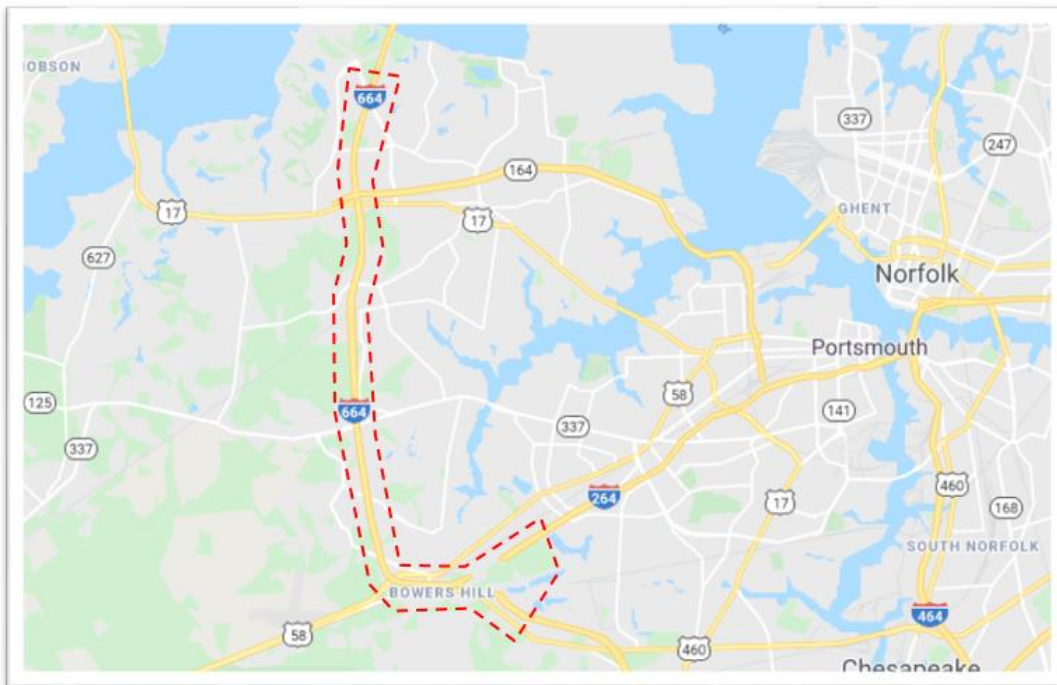 HOBSON
664
337
247
164
17
17
GHENT
627
Norfolk
Portsmouth
58
125
664
141
337
337
264
17
460
168
SOUTH NORFOLK
BOWERS HILL
464
58
460
Chesapeake